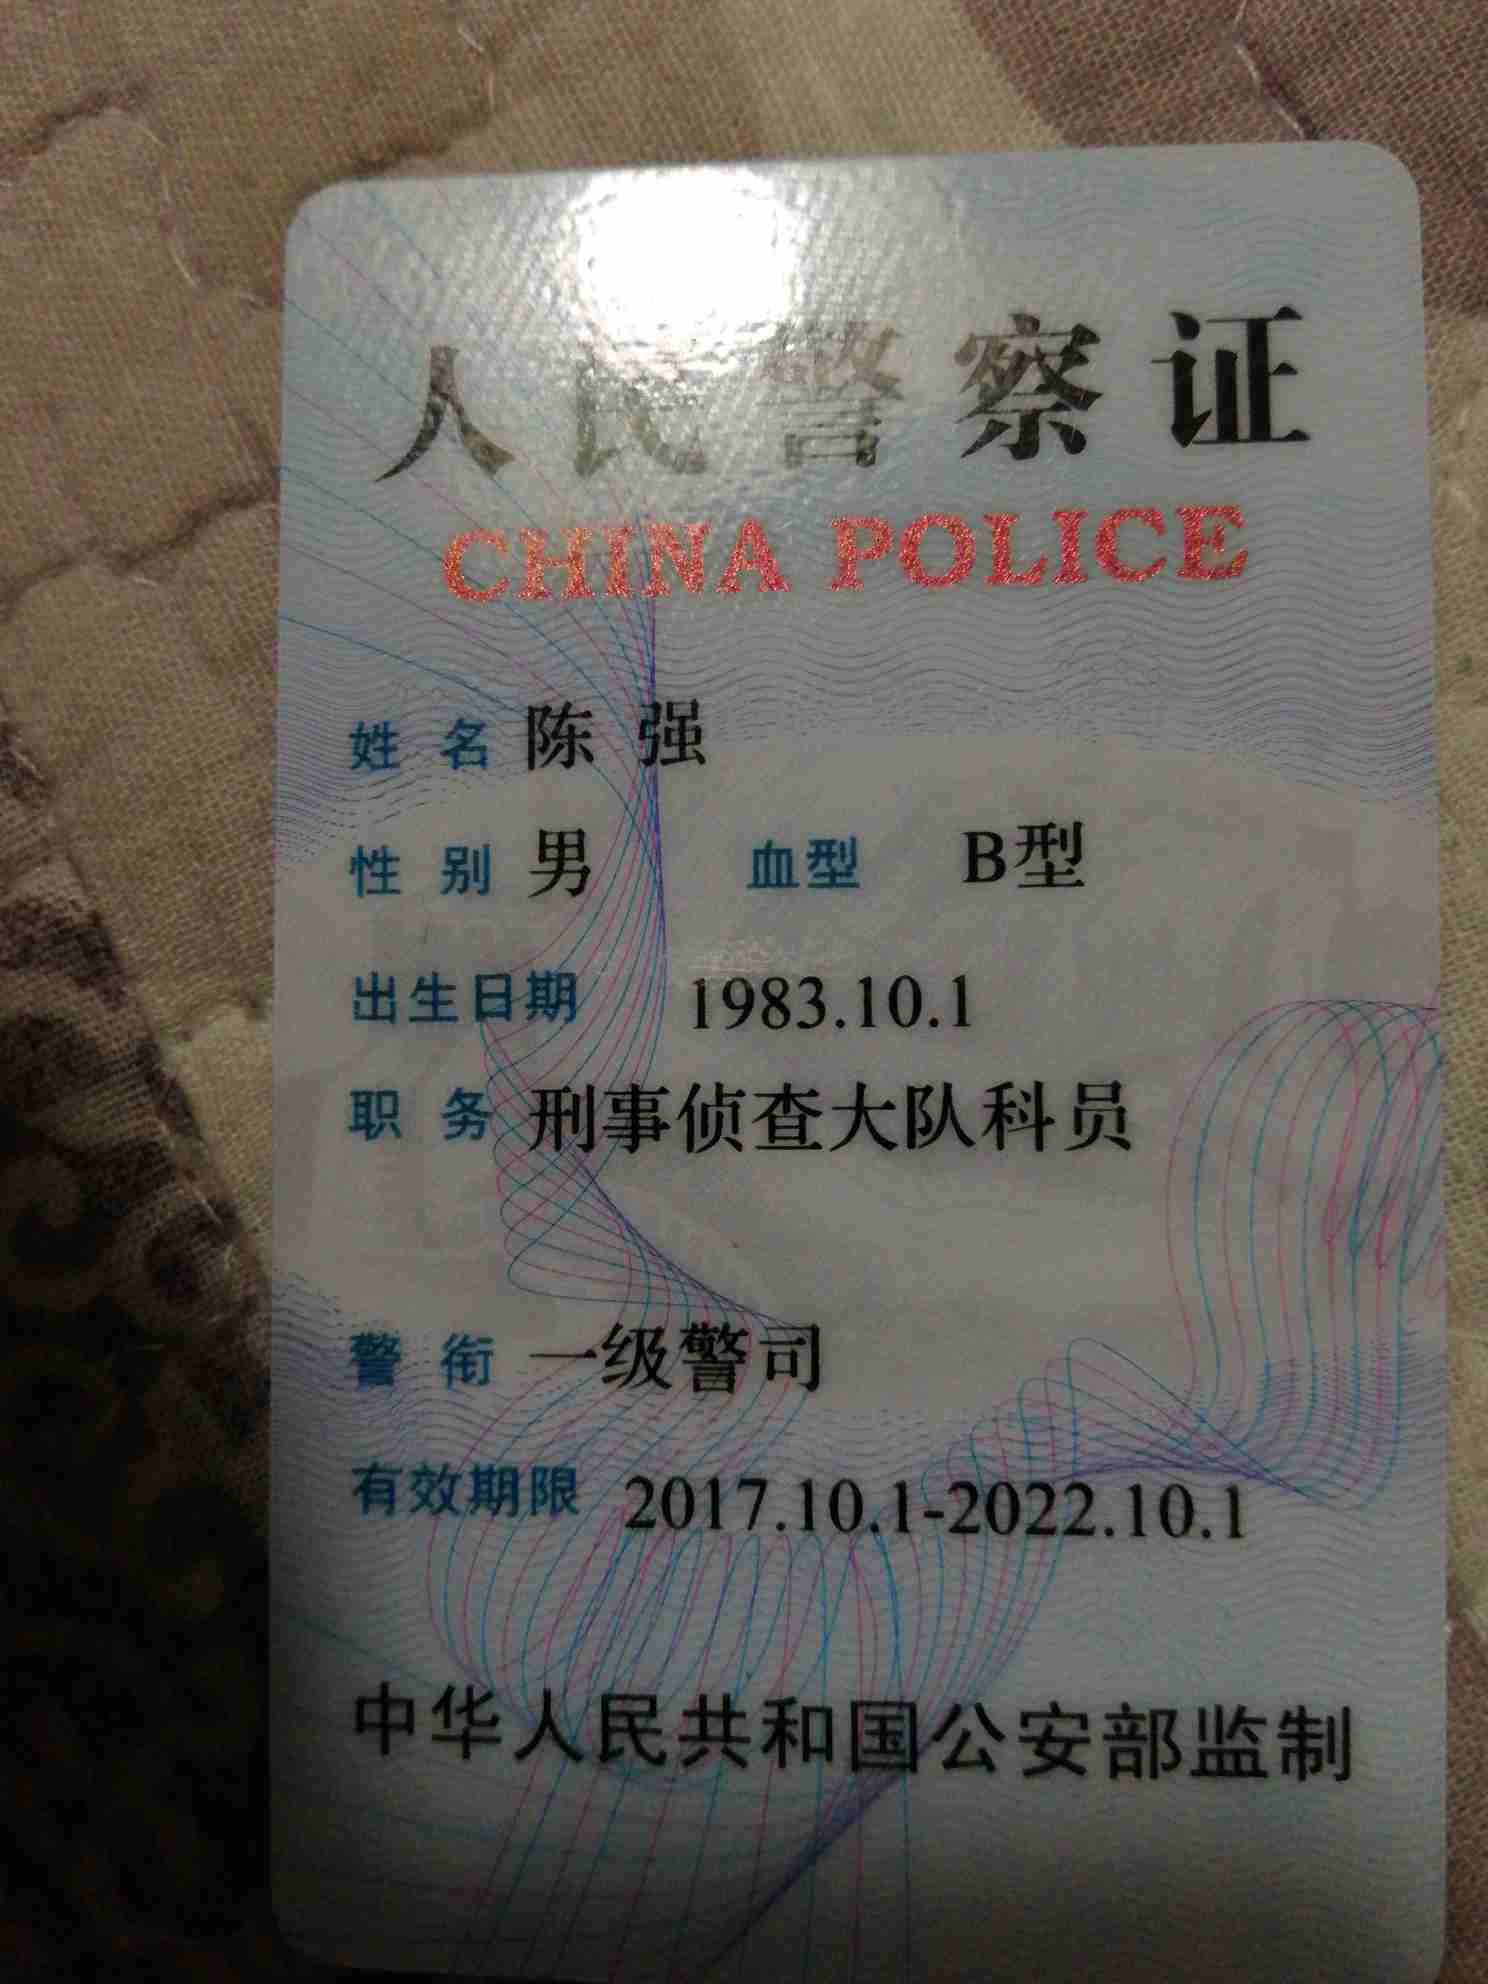 人民警察证
CHINA POLICE
姓 名 陈 强
性 别 男 血型 B型
出生日期 1983.10.1
职 务 刑事侦查大队科员
警 衔 一级警司
有效期限 2017.10.1-2022.10.1
中华人民共和国公安部监制